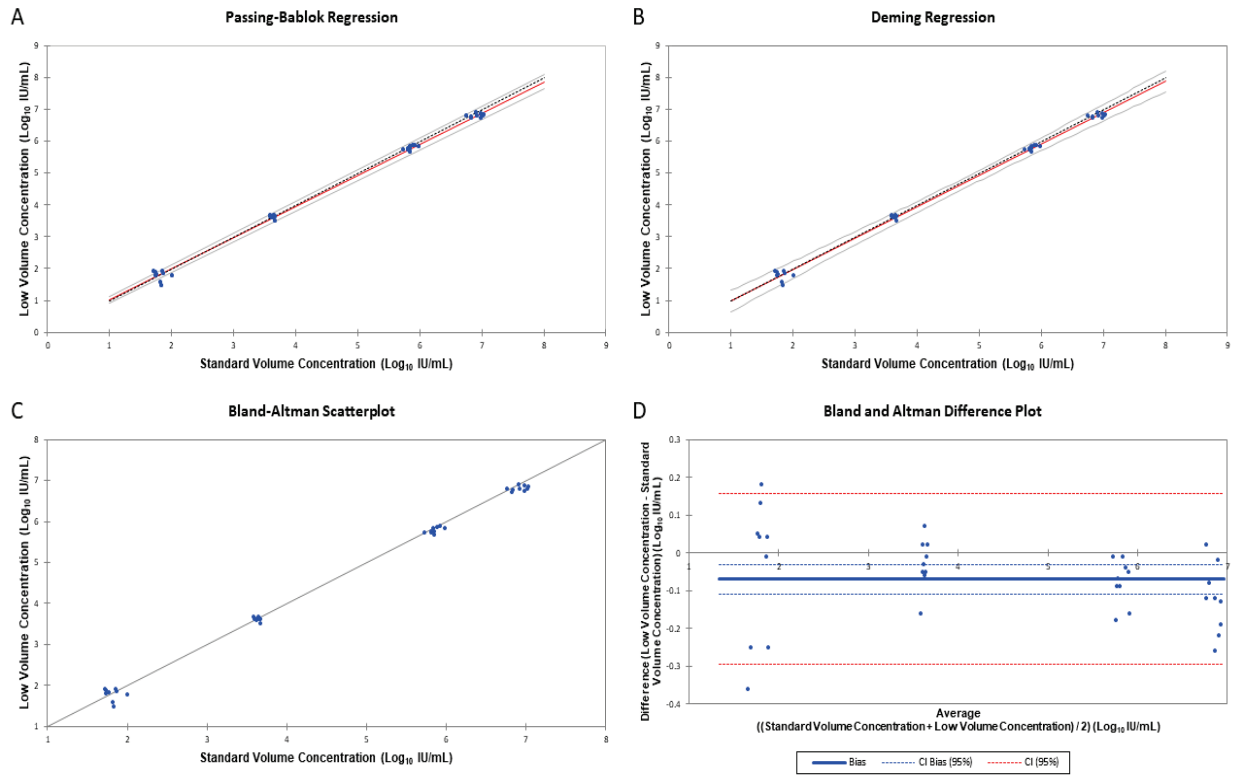 A
Passing-Bablok Regression
Low Volume Concentration (Log10 IU/mL)
9
8
7
6
5
4
3
2
1
0
0 1 2 3 4 5 6 7 8 9
Standard Volume Concentration (Log10 IU/mL)
B
Deming Regression
Low Volume Concentration (Log10 IU/mL)
9
8
7
6
5
4
3
2
1
0
0 1 2 3 4 5 6 7 8 9
Standard Volume Concentration (Log10 IU/mL)
C
Bland-Altman Scatterplot
Low Volume Concentration (Log10 IU/mL)
8
7
6
5
4
3
2
1
1 2 3 4 5 6 7 8
Standard Volume Concentration (Log10 IU/mL)
D
Bland and Altman Difference Plot
Difference (Low Volume Concentration - Standard
Volume Concentration) (Log10 IU/mL)
0.3
0.2
0.1
0
-0.1
-0.2
-0.3
-0.4
1 2 3 4 5 6 7
Average
((Standard Volume Concentration + Low Volume Concentration) / 2) (Log10 IU/mL)
Bias CI Bias (95%) CI (95%)